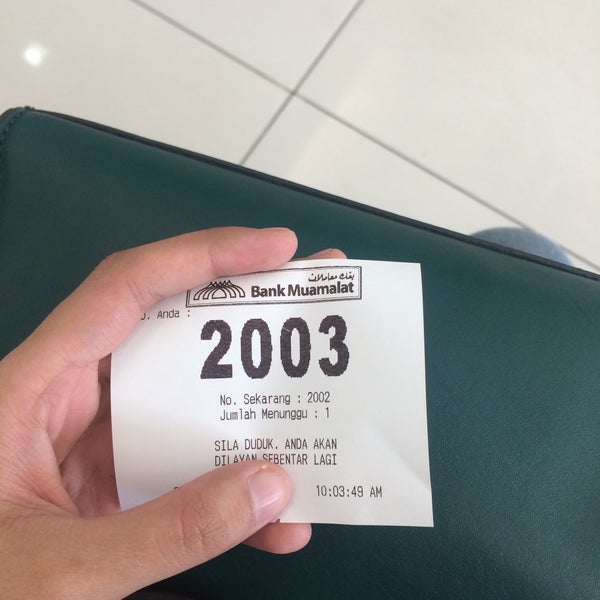 بنك معاملات
Bank Muamalat
Anda :
2003
No. Sekarang : 2002
Jumlah Menunggu : 1
SILA DUDUK. ANDA AKAN
DILAYAN SEBENTAR LAGI
10:03:49 AM